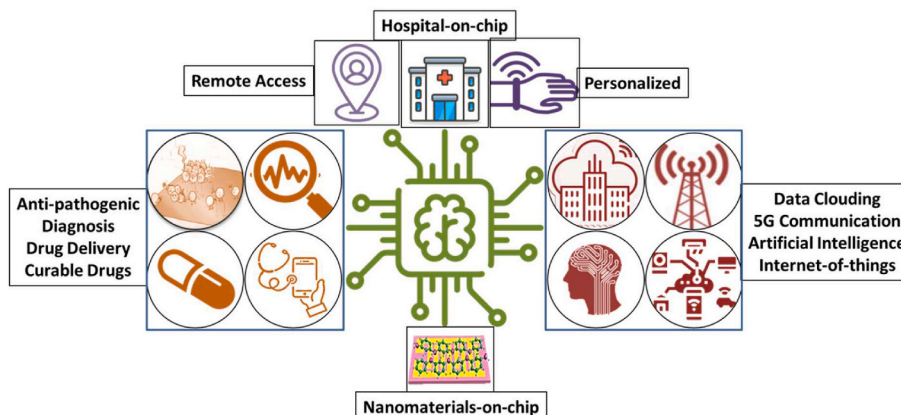 Hospital-on-chip
Remote Access
Personalized
Anti-pathogenic
Diagnosis
Drug Delivery
Curable Drugs
Data Clouding
5G Communication
Artificial Intelligence
Internet-of-things
Nanomaterials-on-chip